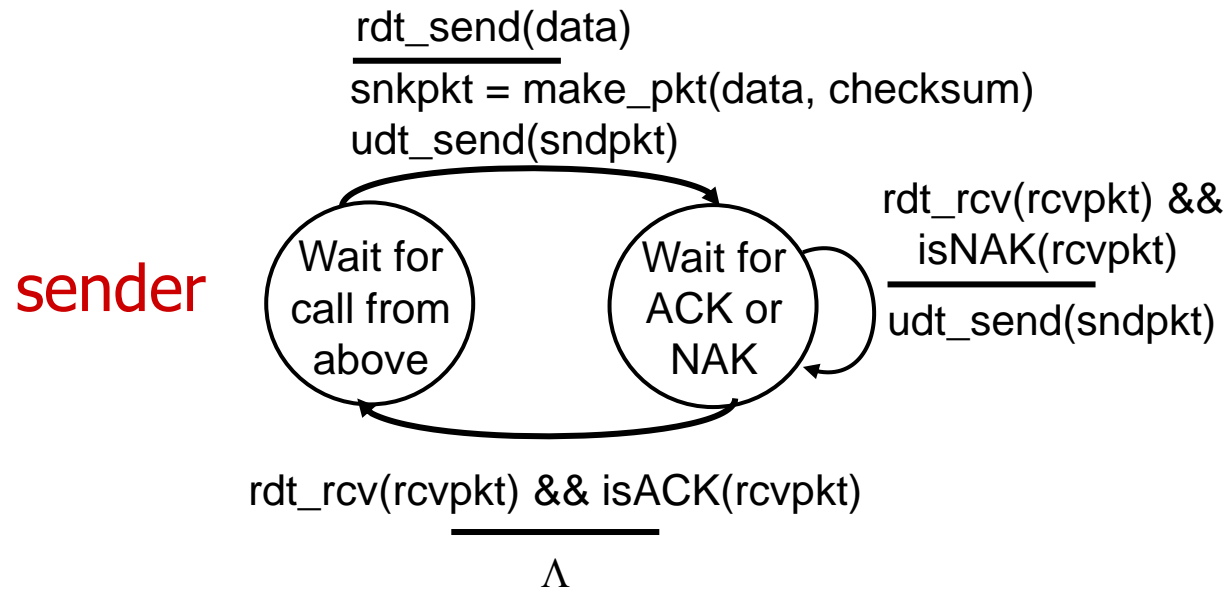 rdt_send(data)
snkpkt = make_pkt(data, checksum)
udt_send(sndpkt)
sender
Wait for
call from
above
Wait for
ACK or
NAK
rdt_rcv(rcvpkt) &&
isNAK(rcvpkt)
udt_send(sndpkt)
rdt_rcv(rcvpkt) && isACK(rcvpkt)
Λ